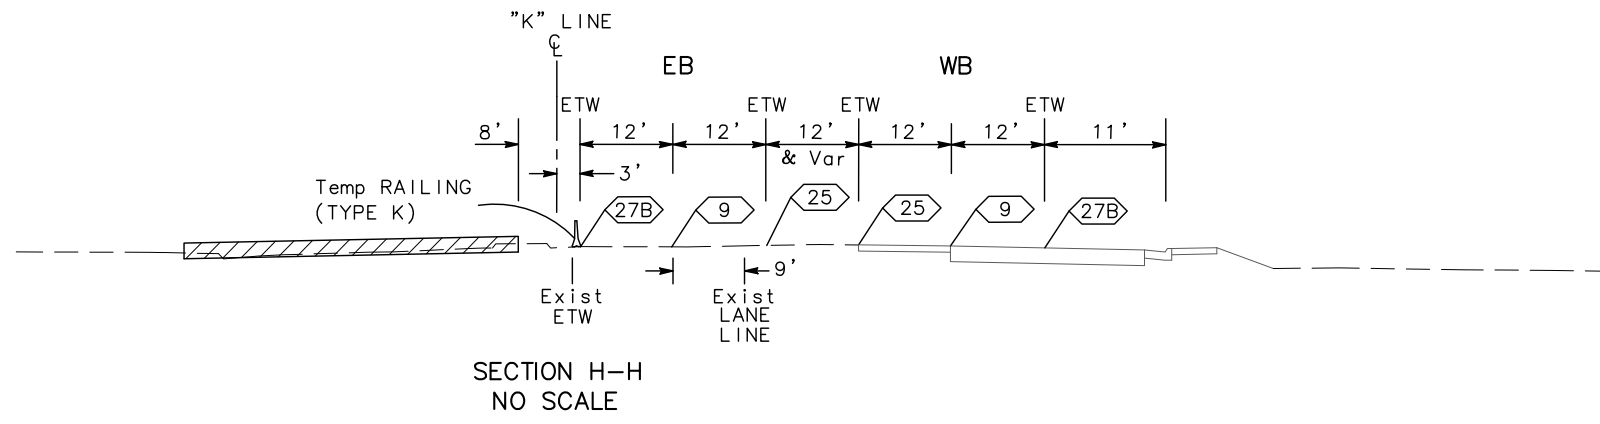 "K" LINE
℄
EB WB
ETW ETW ETW ETW
8' 12' 12' 12' 12' 12' 11'
& Var
3'
Temp RAILING
(TYPE K)
27B 9 25 25 9 27B
9'
Exist
ETW
Exist
LANE
LINE
SECTION H-H
NO SCALE